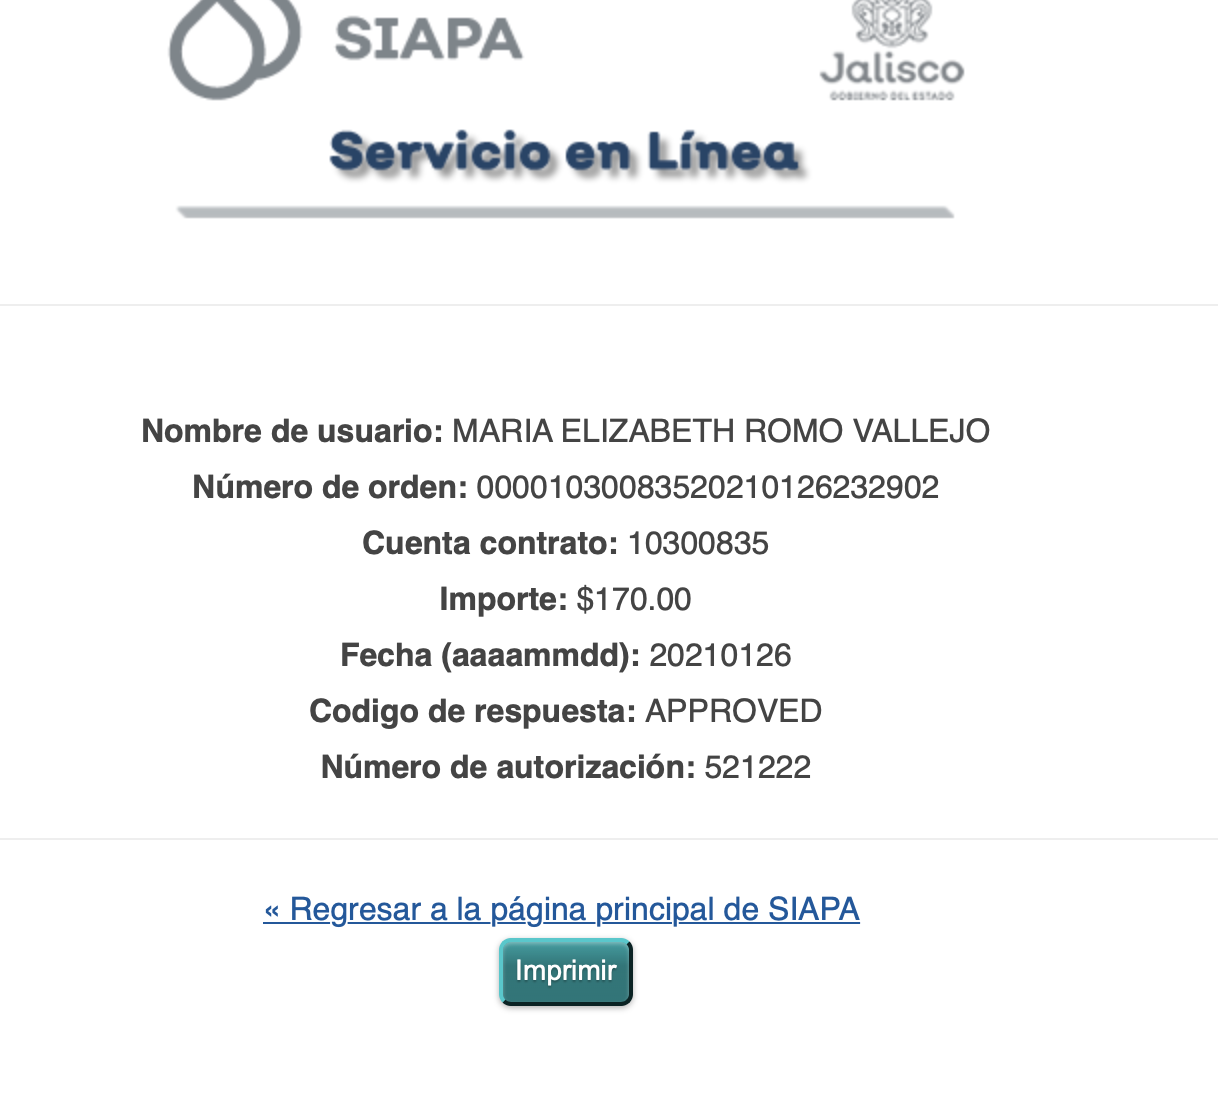 SIAPA
Jalisco
GOBIERNO DEL ESTADO
Servicio en Línea
Nombre de usuario: MARIA ELIZABETH ROMO VALLEJO
Número de orden: 00001030083520210126232902
Cuenta contrato: 10300835
Importe: $170.00
Fecha (aaaammdd): 20210126
Codigo de respuesta: APPROVED
Número de autorización: 521222
« Regresar a la página principal de SIAPA
Imprimir